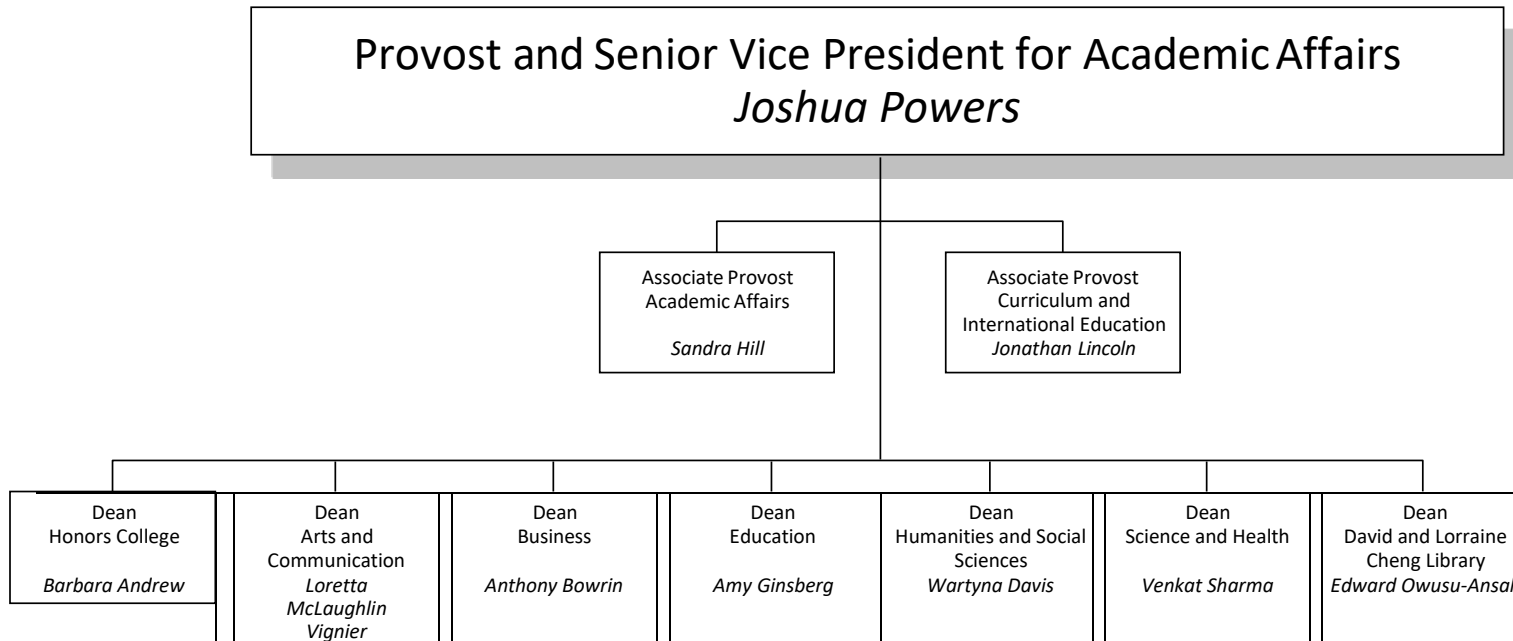 Provost and Senior Vice President for Academic Affairs
Joshua Powers
Associate Provost
Academic Affairs
Sandra Hill
Associate Provost
Curriculum and
International Education
Jonathan Lincoln
Dean
Honors College
Barbara Andrew
Dean
Arts and
Communication
Loretta
McLaughlin
Vignier
Dean
Business
Anthony Bowrin
Dean
Education
Amy Ginsberg
Dean
Humanities and Social
Sciences
Wartyna Davis
Dean
Science and Health
Venkat Sharma
Dean
David and Lorraine
Cheng Library
Edward